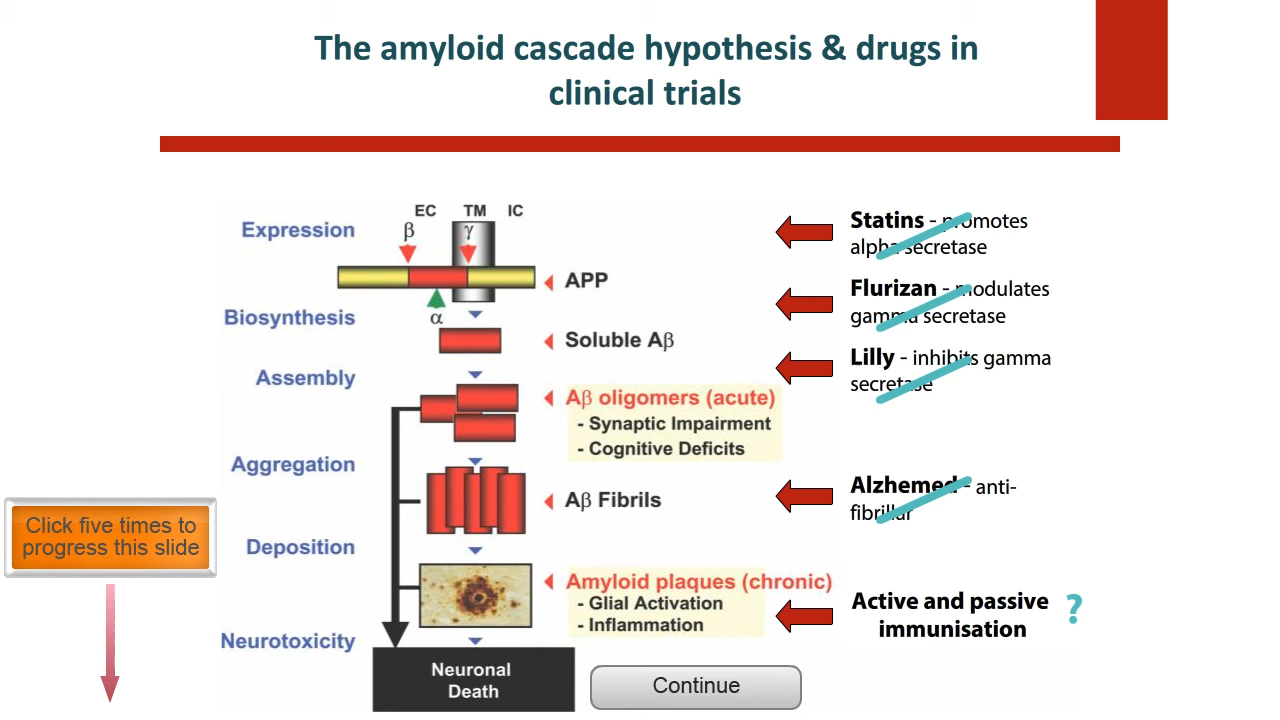 The amyloid cascade hypothesis & drugs in
clinical trials
EC TM IC
Expression
β γ
APP
α
Biosynthesis
Soluble Aβ
Assembly
Aβ oligomers (acute)
- Synaptic Impairment
- Cognitive Deficits
Aggregation
Aβ Fibrils
Deposition
Amyloid plaques (chronic)
- Glial Activation
- Inflammation
Neurotoxicity
Neuronal
Death
Statins - promotes
alpha secretase
Flurizan - modulates
gamma secretase
Lilly - inhibits gamma
secretase
Alzhemed - anti-
fibrillar
Active and passive
immunisation ?
Click five times to
progress this slide
Continue